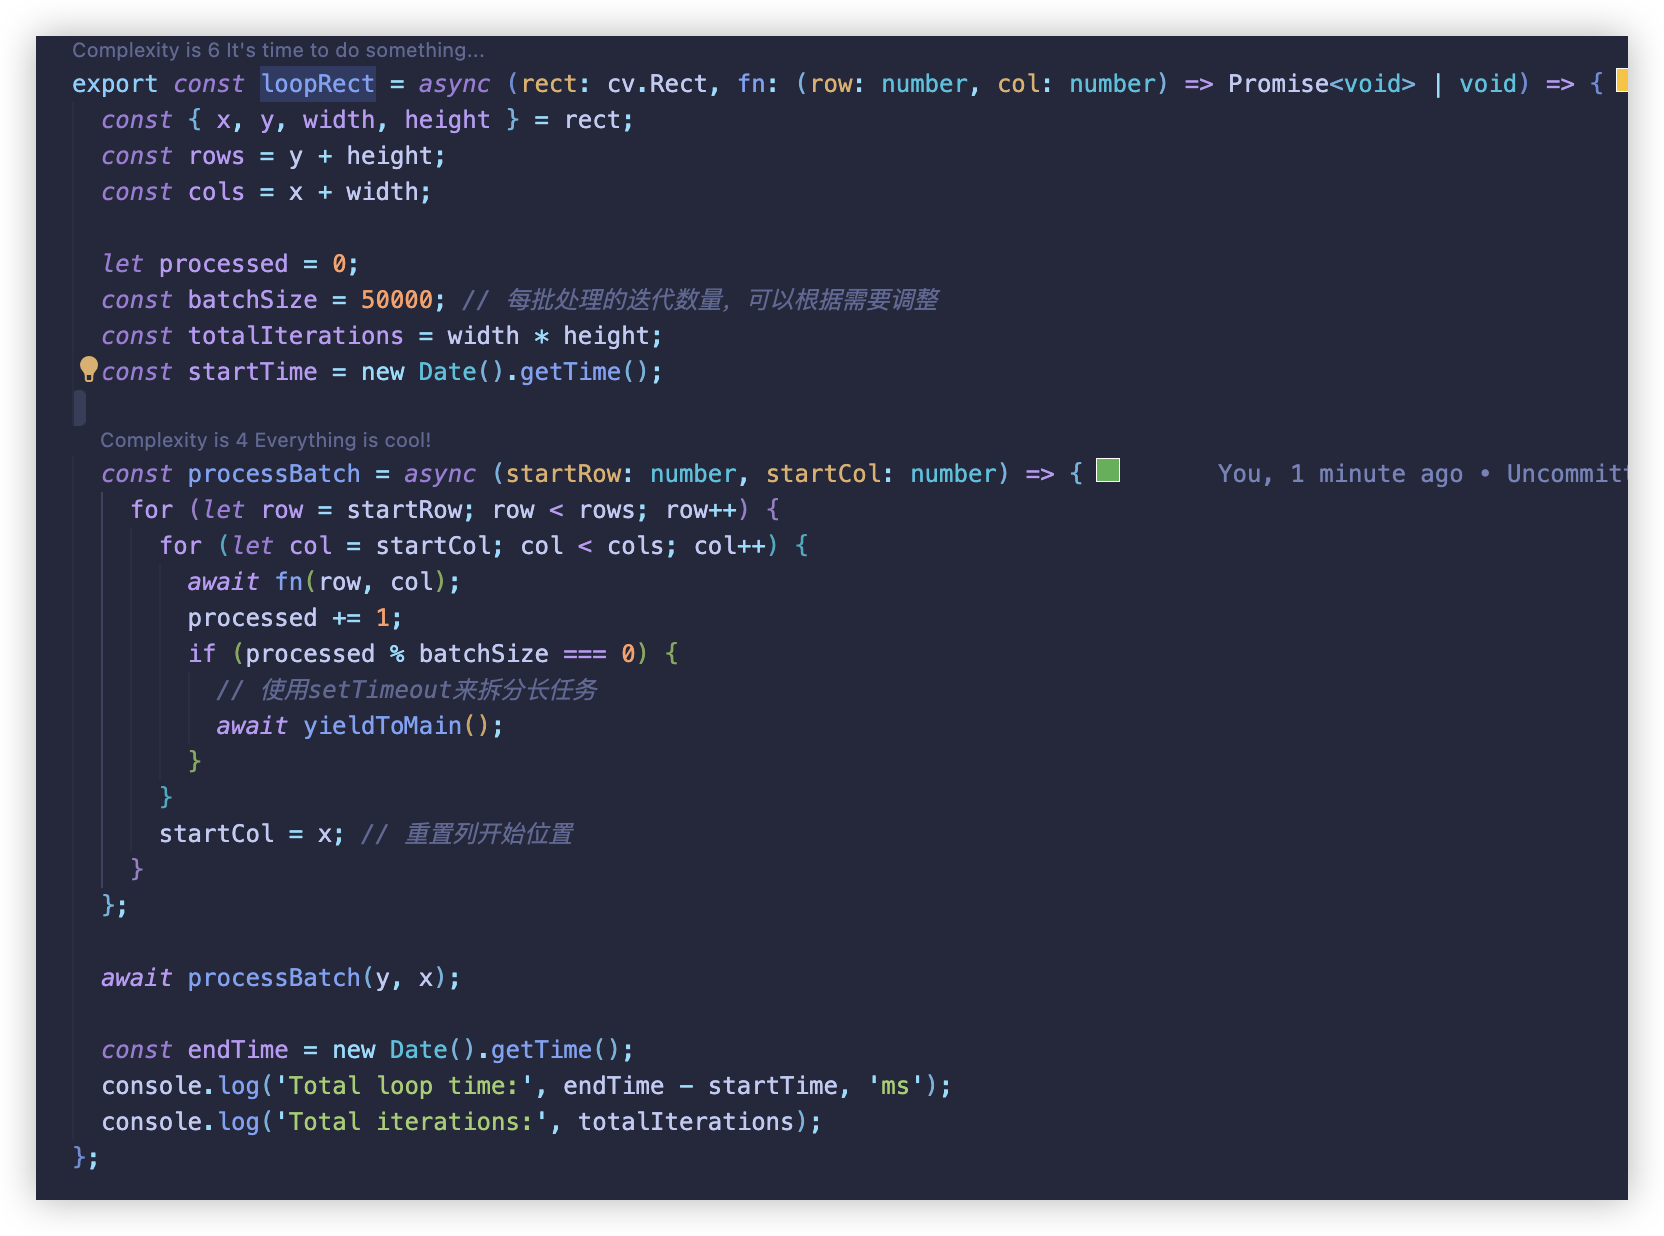 Complexity is 6 It's time to do something...
export const loopRect = async (rect: cv.Rect, fn: (row: number, col: number) => Promise<void> | void) => {
const { x, y, width, height } = rect;
const rows = y + height;
const cols = x + width;
let processed = 0;
const batchSize = 50000; // 每批处理的迭代数量，可以根据需要调整
const totalIterations = width * height;
const startTime = new Date().getTime();
Complexity is 4 Everything is cool!
const processBatch = async (startRow: number, startCol: number) => { You, 1 minute ago • Uncommitt
for (let row = startRow; row < rows; row++) {
for (let col = startCol; col < cols; col++) {
await fn(row, col);
processed += 1;
if (processed % batchSize === 0) {
// 使用setTimeout来拆分长任务
await yieldToMain();
}
}
startCol = x; // 重置列开始位置
}
};
await processBatch(y, x);
const endTime = new Date().getTime();
console.log('Total loop time:', endTime - startTime, 'ms');
console.log('Total iterations:', totalIterations);
};